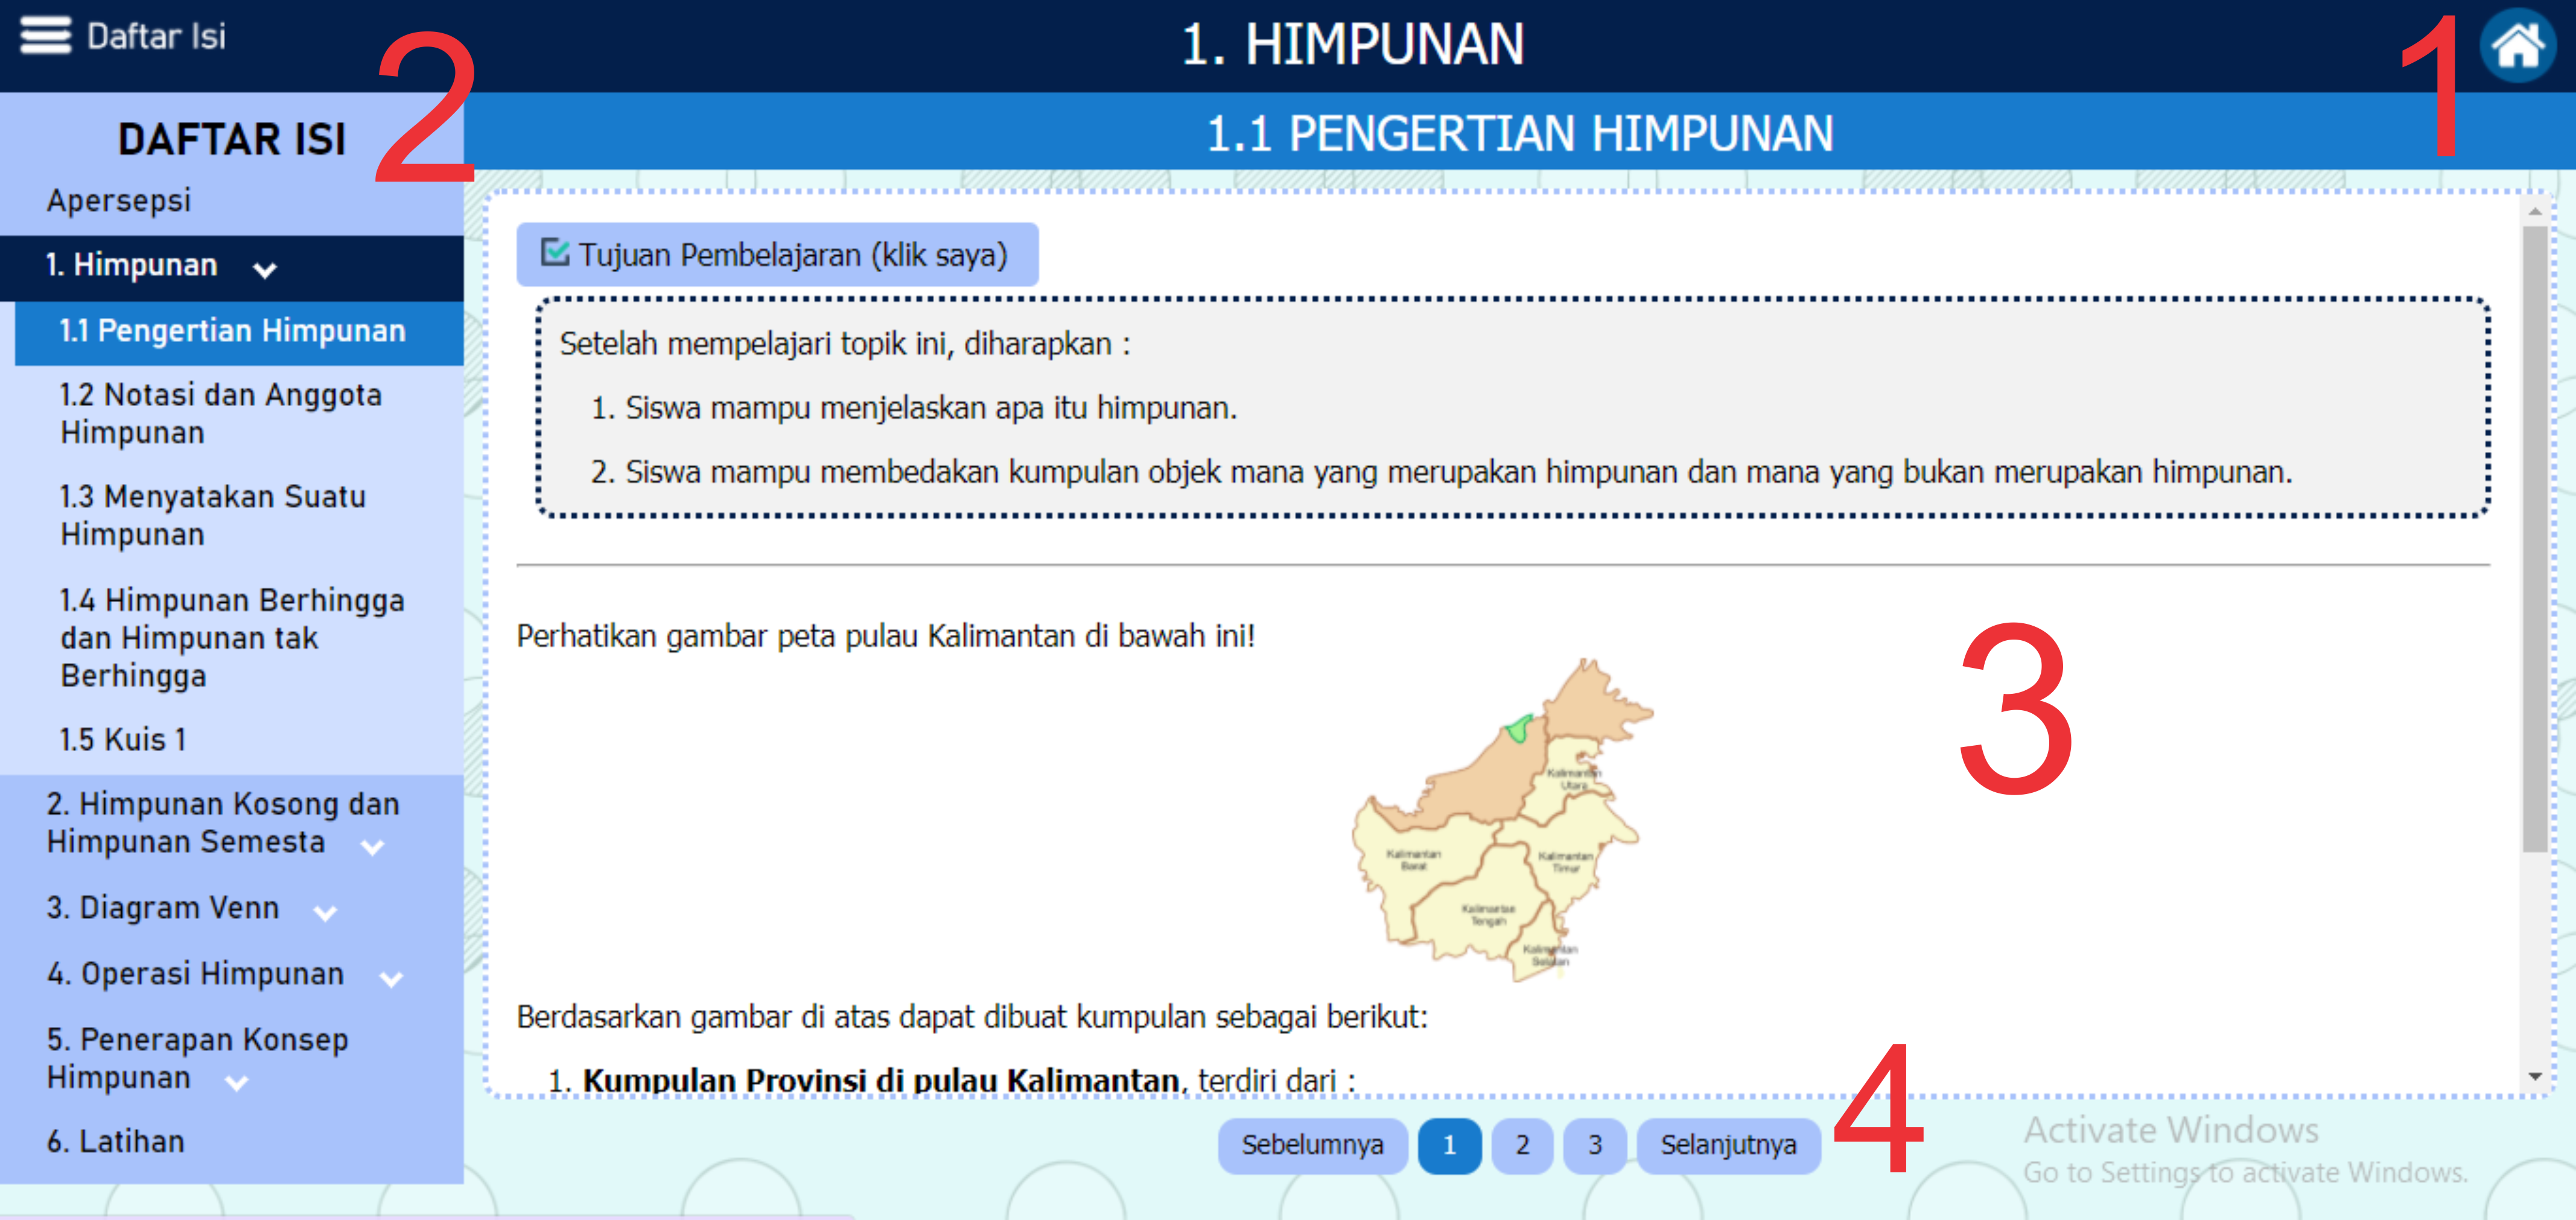 Daftar Isi
1. HIMPUNAN
1
2
DAFTAR ISI
Apersepsi
1. Himpunan
1.1 Pengertian Himpunan
1.2 Notasi dan Anggota
Himpunan
1.3 Menyatakan Suatu
Himpunan
1.4 Himpunan Berhingga
dan Himpunan tak
Berhingga
1.5 Kuis 1
2. Himpunan Kosong dan
Himpunan Semesta
3. Diagram Venn
4. Operasi Himpunan
5. Penerapan Konsep
Himpunan
6. Latihan
1.1 PENGERTIAN HIMPUNAN
Tujuan Pembelajaran (klik saya)
Setelah mempelajari topik ini, diharapkan :
1. Siswa mampu menjelaskan apa itu himpunan.
2. Siswa mampu membedakan kumpulan objek mana yang merupakan himpunan dan mana yang bukan merupakan himpunan.
Perhatikan gambar peta pulau Kalimantan di bawah ini!
3
Kalimantan
Utara
Kalimantan
Barat
Kalimantan
Timur
Kalimantan
Tengah
Kalimantan
Selatan
Berdasarkan gambar di atas dapat dibuat kumpulan sebagai berikut:
1. Kumpulan Provinsi di pulau Kalimantan, terdiri dari :
4
Sebelumnya 1 2 3 Selanjutnya
Activate Windows
Go to Settings to activate Windows.